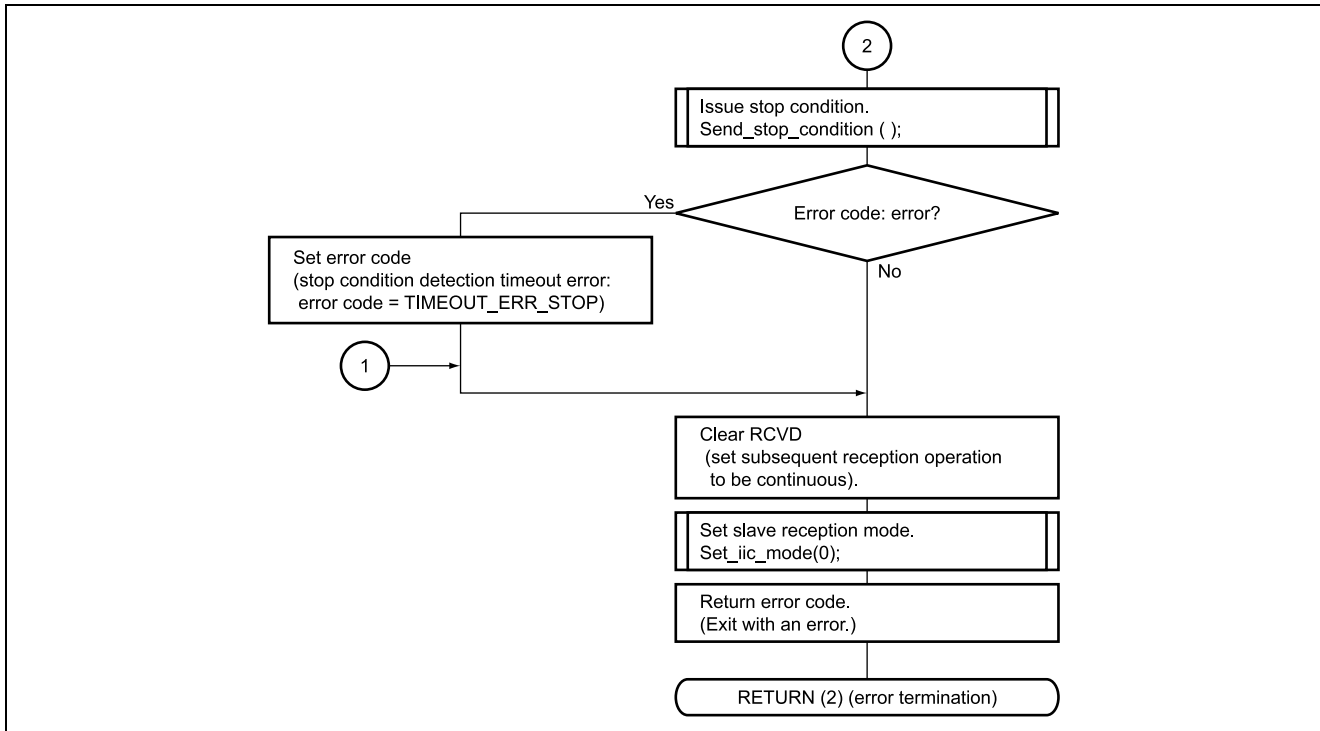 2
Issue stop condition.
Send_stop_condition ( );
Yes
Error code: error?
No
Set error code
(stop condition detection timeout error:
error code = TIMEOUT_ERR_STOP)
1
Clear RCVD
(set subsequent reception operation
to be continuous).
Set slave reception mode.
Set_iic_mode(0);
Return error code.
(Exit with an error.)
RETURN (2) (error termination)